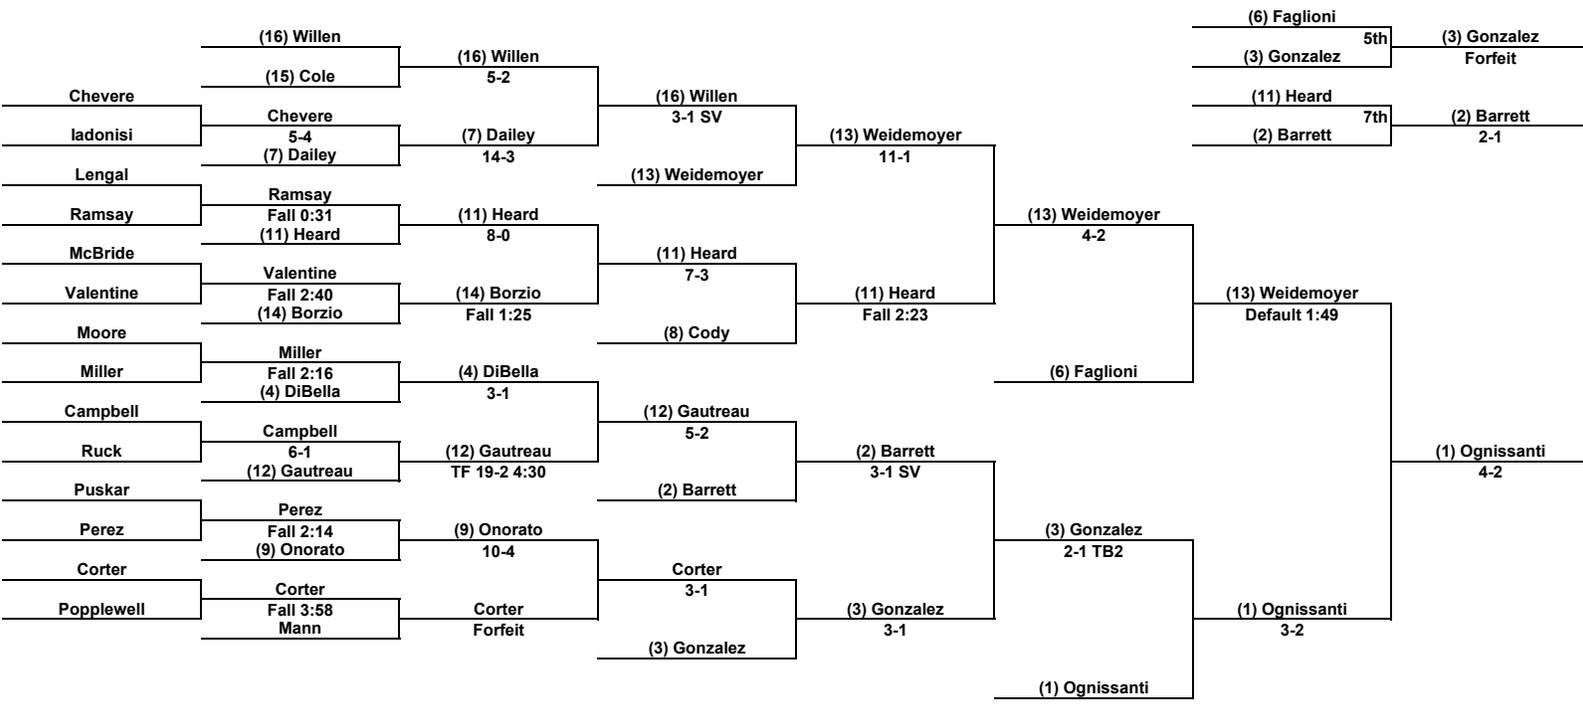 (16) Willen
(15) Cole
Chevere
Iadonisi
Lengal
Ramsay
McBride
Valentine
Moore
Miller
Campbell
Ruck
Puskar
Perez
Corter
Popplewell
Chevere
5-4
(7) Dailey
Ramsay
Fall 0:31
(11) Heard
Valentine
Fall 2:40
(14) Borzio
Miller
Fall 2:16
(4) DiBella
Campbell
6-1
(12) Gautreau
Perez
Fall 2:14
(9) Onorato
Corter
Fall 3:58
Mann
(16) Willen
5-2
(7) Dailey
14-3
(11) Heard
8-0
(14) Borzio
Fall 1:25
(4) DiBella
3-1
(12) Gautreau
TF 19-2 4:30
(9) Onorato
10-4
Corter
Forfeit
(16) Willen
3-1 SV
(13) Weidemoyer
(11) Heard
7-3
(8) Cody
(12) Gautreau
5-2
(2) Barrett
Corter
3-1
(3) Gonzalez
(13) Weidemoyer
11-1
(11) Heard
Fall 2:23
(2) Barrett
3-1 SV
(3) Gonzalez
3-1
(13) Weidemoyer
4-2
(6) Faglioni
(3) Gonzalez
2-1 TB2
(1) Ognissanti
(13) Weidemoyer
Default 1:49
(1) Ognissanti
3-2
(1) Ognissanti
4-2
(6) Faglioni
5th
(3) Gonzalez
(3) Gonzalez
Forfeit
(11) Heard
7th
(2) Barrett
(2) Barrett
2-1